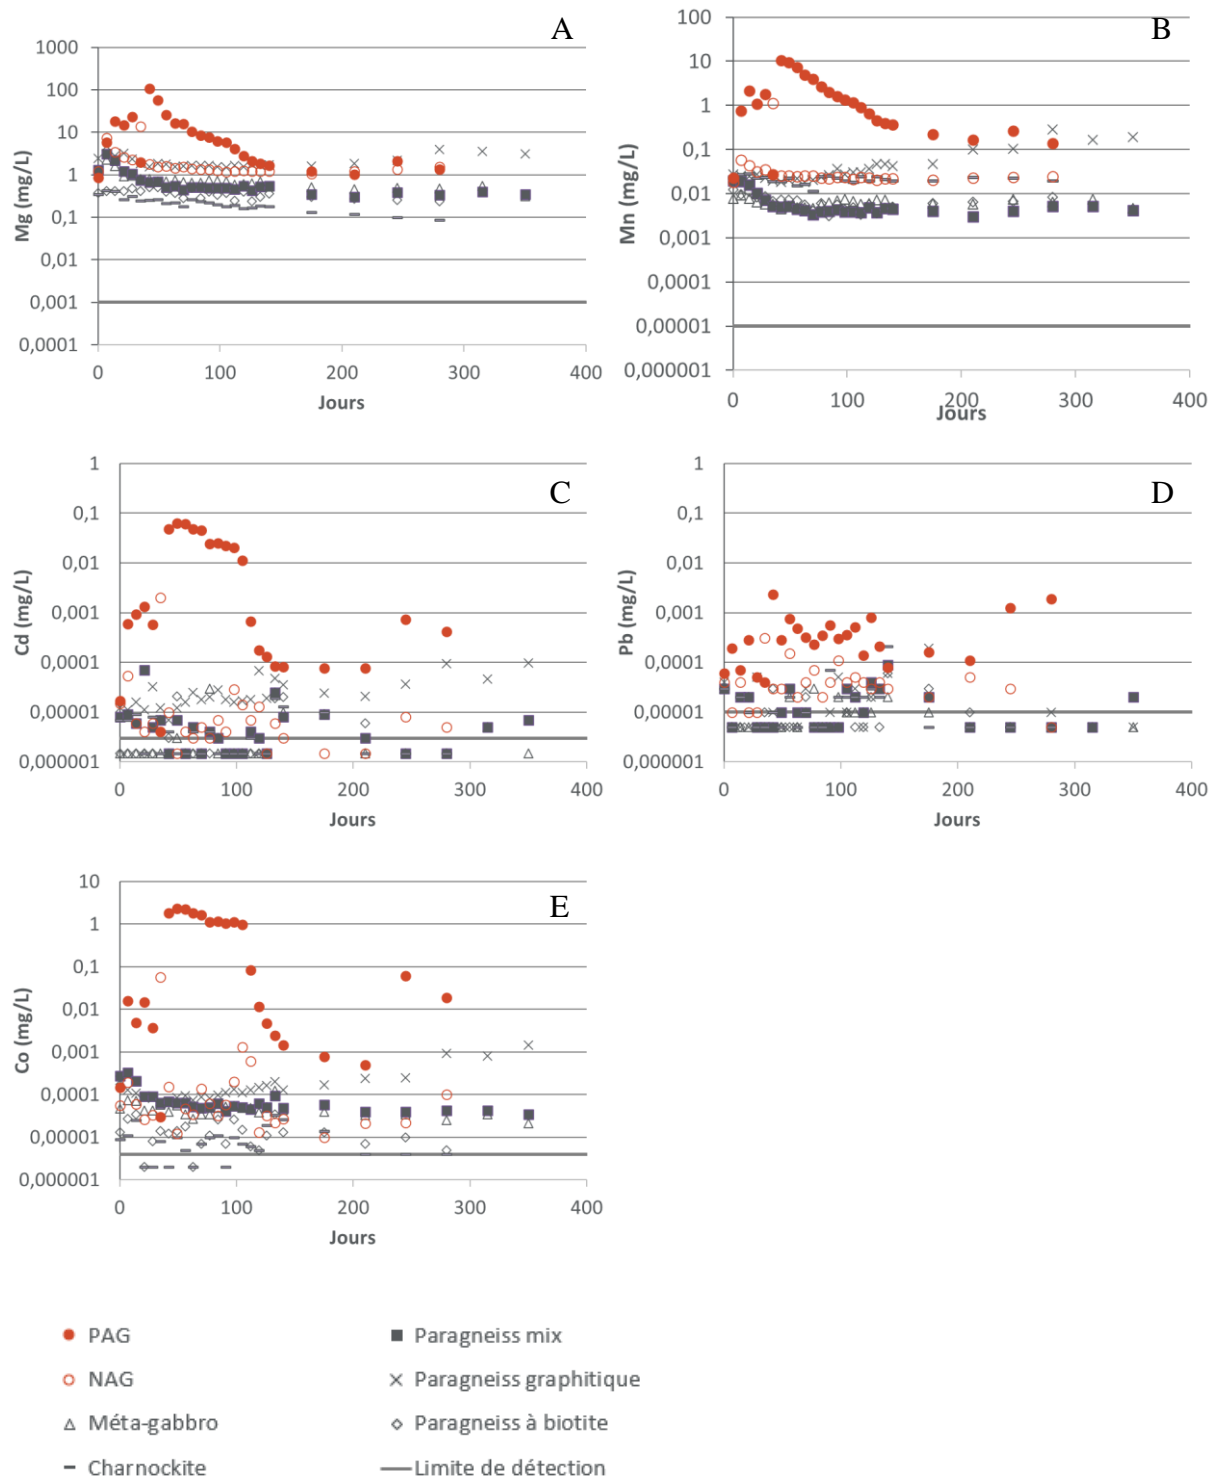 A
1000
100
10
1
0,1
0,01
0,001
0,0001
Mg (mg/L)
0 100 200 300 400
Jours
B
100
10
1
0,1
0,01
0,001
0,0001
0,00001
0,000001
Mn (mg/L)
0 100 200 300 400
Jours
C
1
0,1
0,01
0,001
0,0001
0,00001
0,000001
Cd (mg/L)
0 100 200 300 400
Jours
D
1
0,1
0,01
0,001
0,0001
0,00001
0,000001
Pb (mg/L)
0 100 200 300 400
Jours
E
10
1
0,1
0,01
0,001
0,0001
0,00001
0,000001
Co (mg/L)
0 100 200 300 400
Jours
PAG
Paragneiss mix
NAG
Paragneiss graphitique
Méta-gabbro
Paragneiss à biotite
Charnockite
Limite de détection